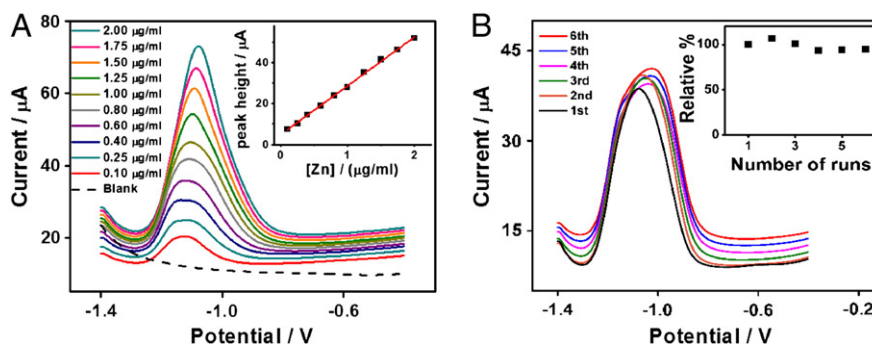 A
80
60
40
20
Current / µA
-1.4
-1.0
-0.6
Potential / V
2.00 µg/ml
1.75 µg/ml
1.50 µg/ml
1.25 µg/ml
1.00 µg/ml
0.80 µg/ml
0.60 µg/ml
0.40 µg/ml
0.25 µg/ml
0.10 µg/ml
Blank
peak height / µA
40
20
0
0
1
2
[Zn] / (µg/ml)
B
45
30
15
Current / µA
-1.4
-1.0
-0.6
-0.2
Potential / V
6th
5th
4th
3rd
2nd
1st
Relative %
100
50
0
1
3
5
Number of runs